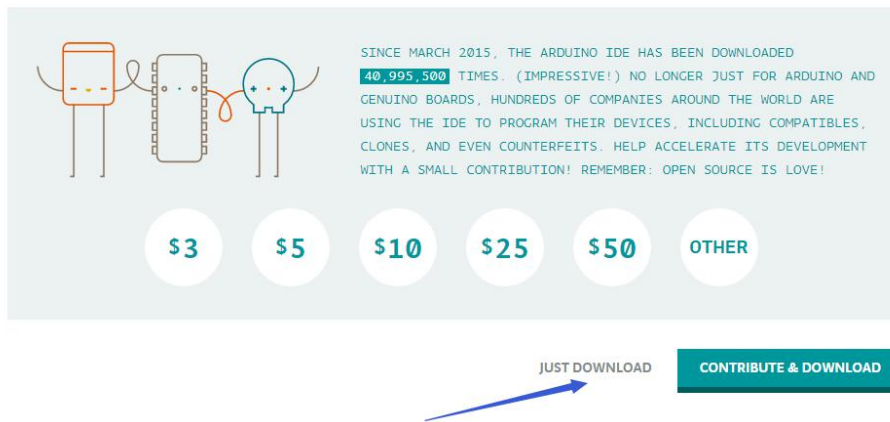 SINCE MARCH 2015, THE ARDUINO IDE HAS BEEN DOWNLOADED
40,995,500 TIMES. (IMPRESSIVE!) NO LONGER JUST FOR ARDUINO AND
GENUINO BOARDS, HUNDREDS OF COMPANIES AROUND THE WORLD ARE
USING THE IDE TO PROGRAM THEIR DEVICES, INCLUDING COMPATIBLES,
CLONES, AND EVEN COUNTERFEITS. HELP ACCELERATE ITS DEVELOPMENT
WITH A SMALL CONTRIBUTION! REMEMBER: OPEN SOURCE IS LOVE!
$3 $5 $10 $25 $50 OTHER
JUST DOWNLOAD CONTRIBUTE & DOWNLOAD